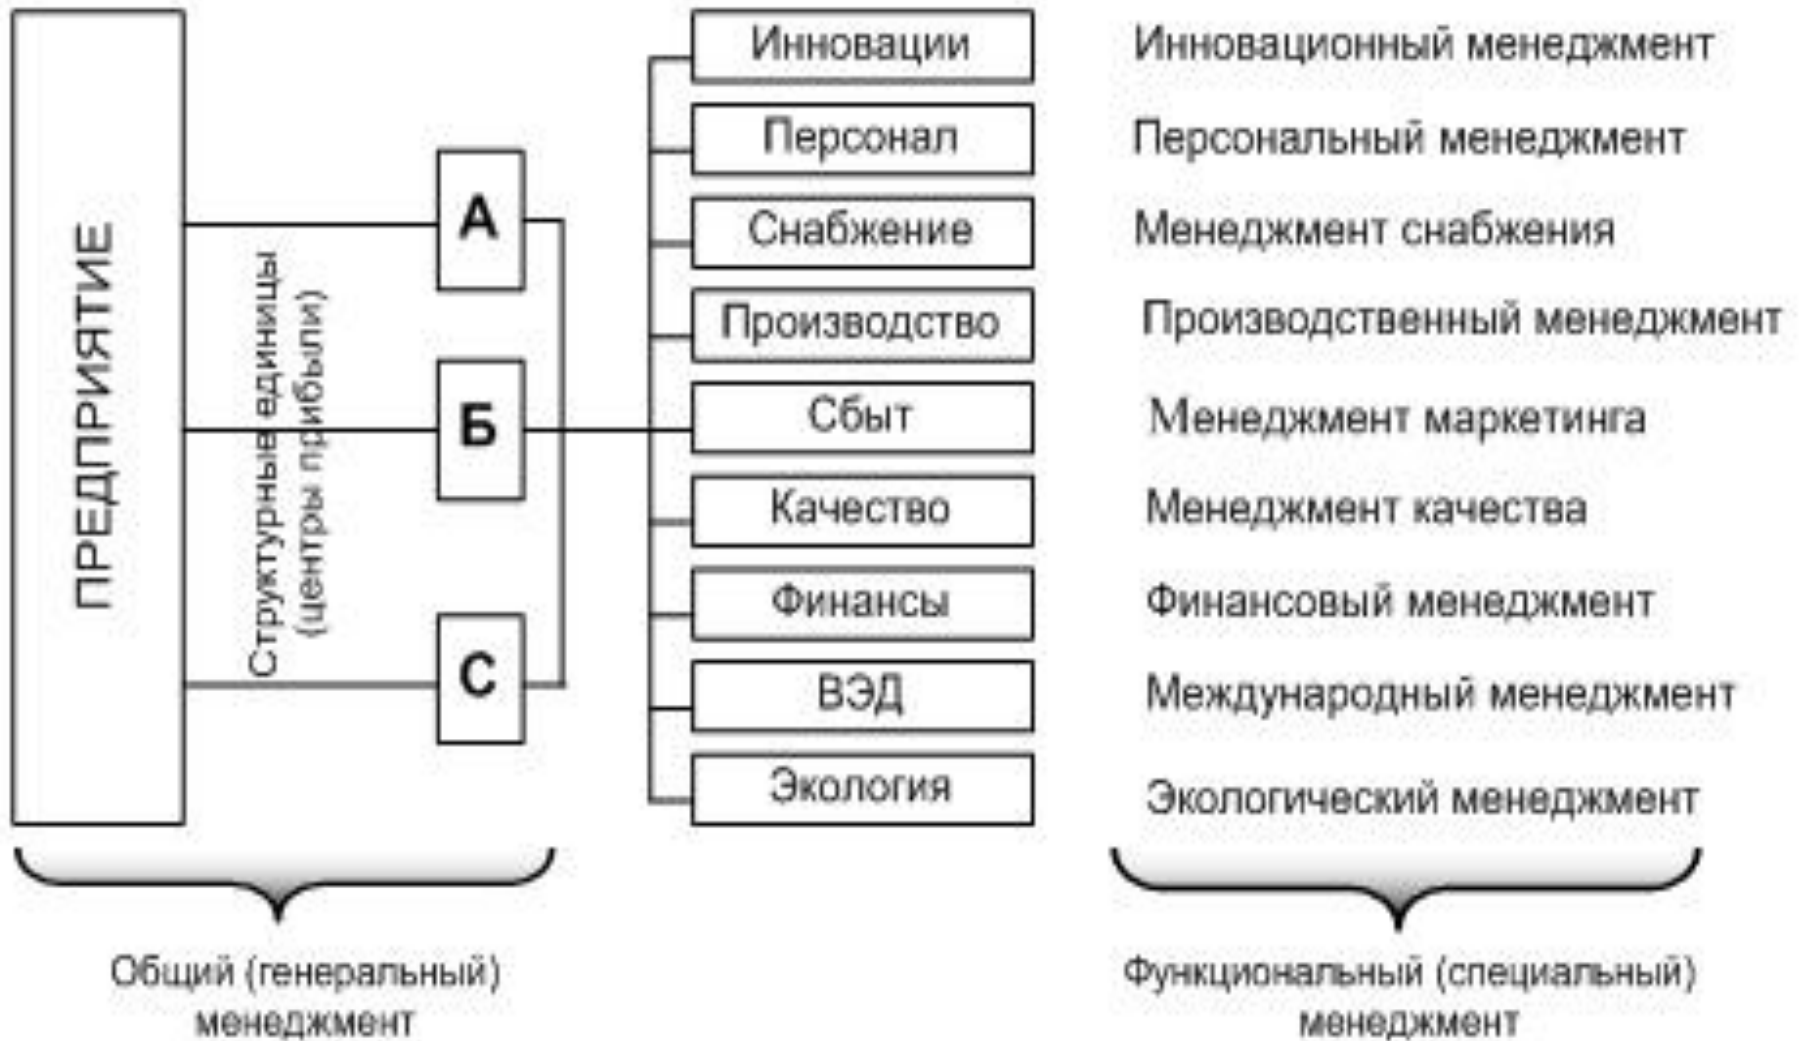 ПРЕДПРИЯТИЕ
Структурные единицы
(центры прибыли)
А
Б
С
Инновации
Инновационный менеджмент
Персонал
Персональный менеджмент
Снабжение
Менеджмент снабжения
Производство
Производственный менеджмент
Сбыт
Менеджмент маркетинга
Качество
Менеджмент качества
Финансы
Финансовый менеджмент
ВЭД
Международный менеджмент
Экология
Экологический менеджмент
Общий (генеральный)
менеджмент
Функциональный (специальный)
менеджмент